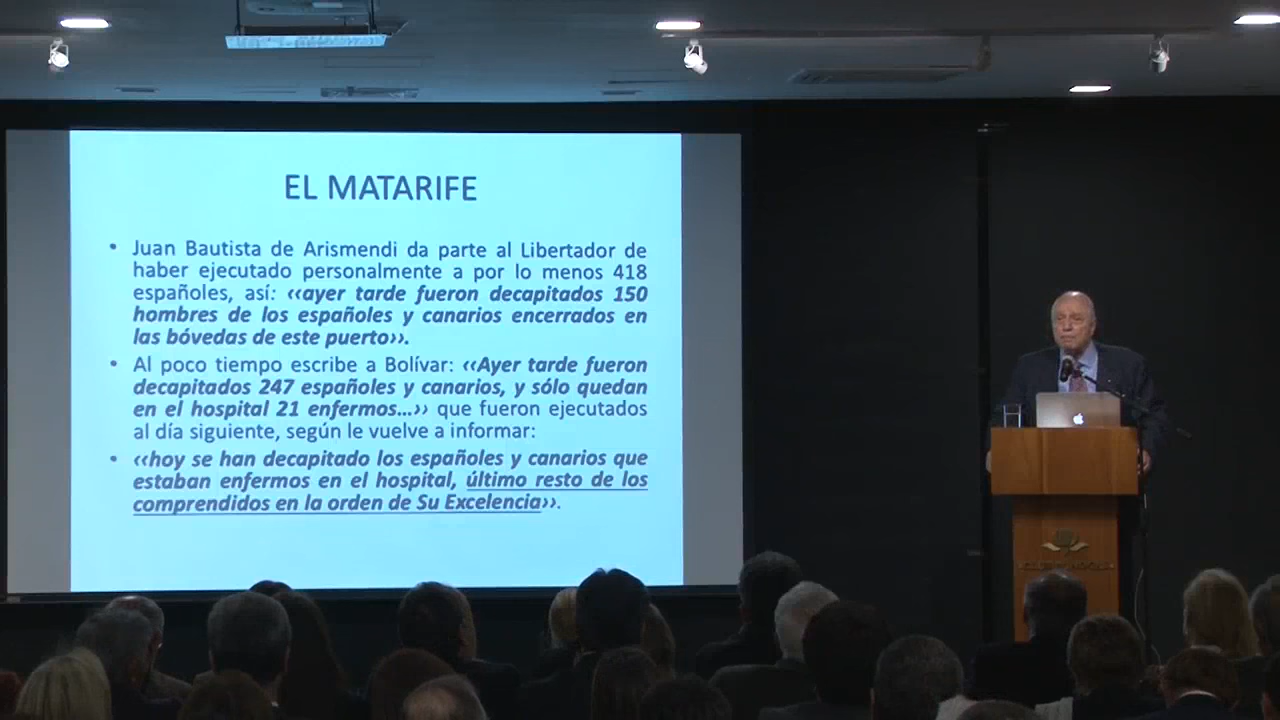 EL MATARIFE
• Juan Bautista de Arismendi da parte al Libertador de
haber ejecutado personalmente a por lo menos 418
españoles, así: ‹‹ayer tarde fueron decapitados 150
hombres de los españoles y canarios encerrados en
las bóvedas de este puerto››.
• Al poco tiempo escribe a Bolívar: ‹‹Ayer tarde fueron
decapitados 247 españoles y canarios, y sólo quedan
en el hospital 21 enfermos...›› que fueron ejecutados
al día siguiente, según le vuelve a informar:
• ‹‹hoy se han decapitado los españoles y canarios que
estaban enfermos en el hospital, último resto de los
comprendidos en la orden de Su Excelencia››.